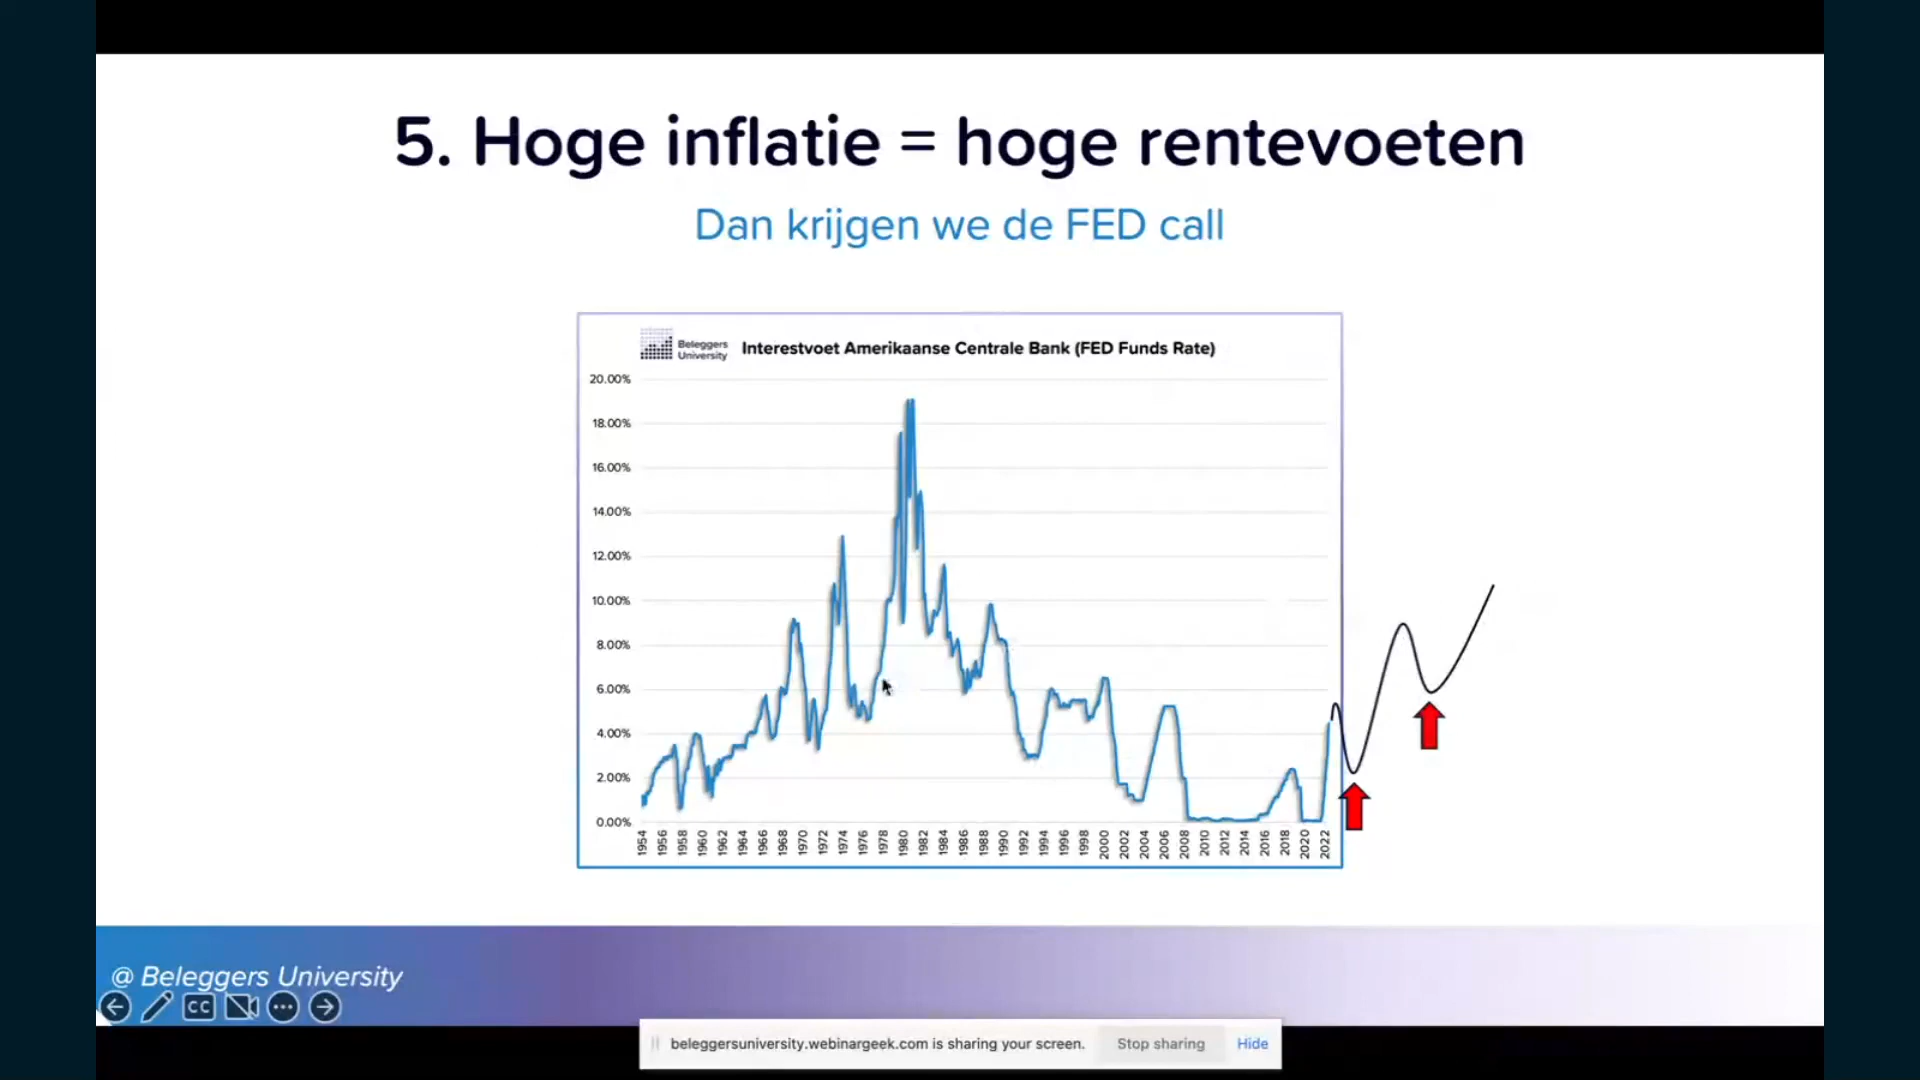 5. Hoge inflatie = hoge rentevoeten
Dan krijgen we de FED call
Beleggers
University
Interestvoet Amerikaanse Centrale Bank (FED Funds Rate)
20.00%
18.00%
16.00%
14.00%
12.00%
10.00%
8.00%
6.00%
4.00%
2.00%
0.00%
1954 1956 1958 1960 1962 1964 1966 1968 1970 1972 1974 1976 1978 1980 1982 1984 1986 1988 1990 1992 1994 1996 1998 2000 2002 2004 2006 2008 2010 2012 2014 2016 2018 2020 2022
@ Beleggers University
CC
beleggersuniversity.webinargeek.com is sharing your screen. Stop sharing Hide